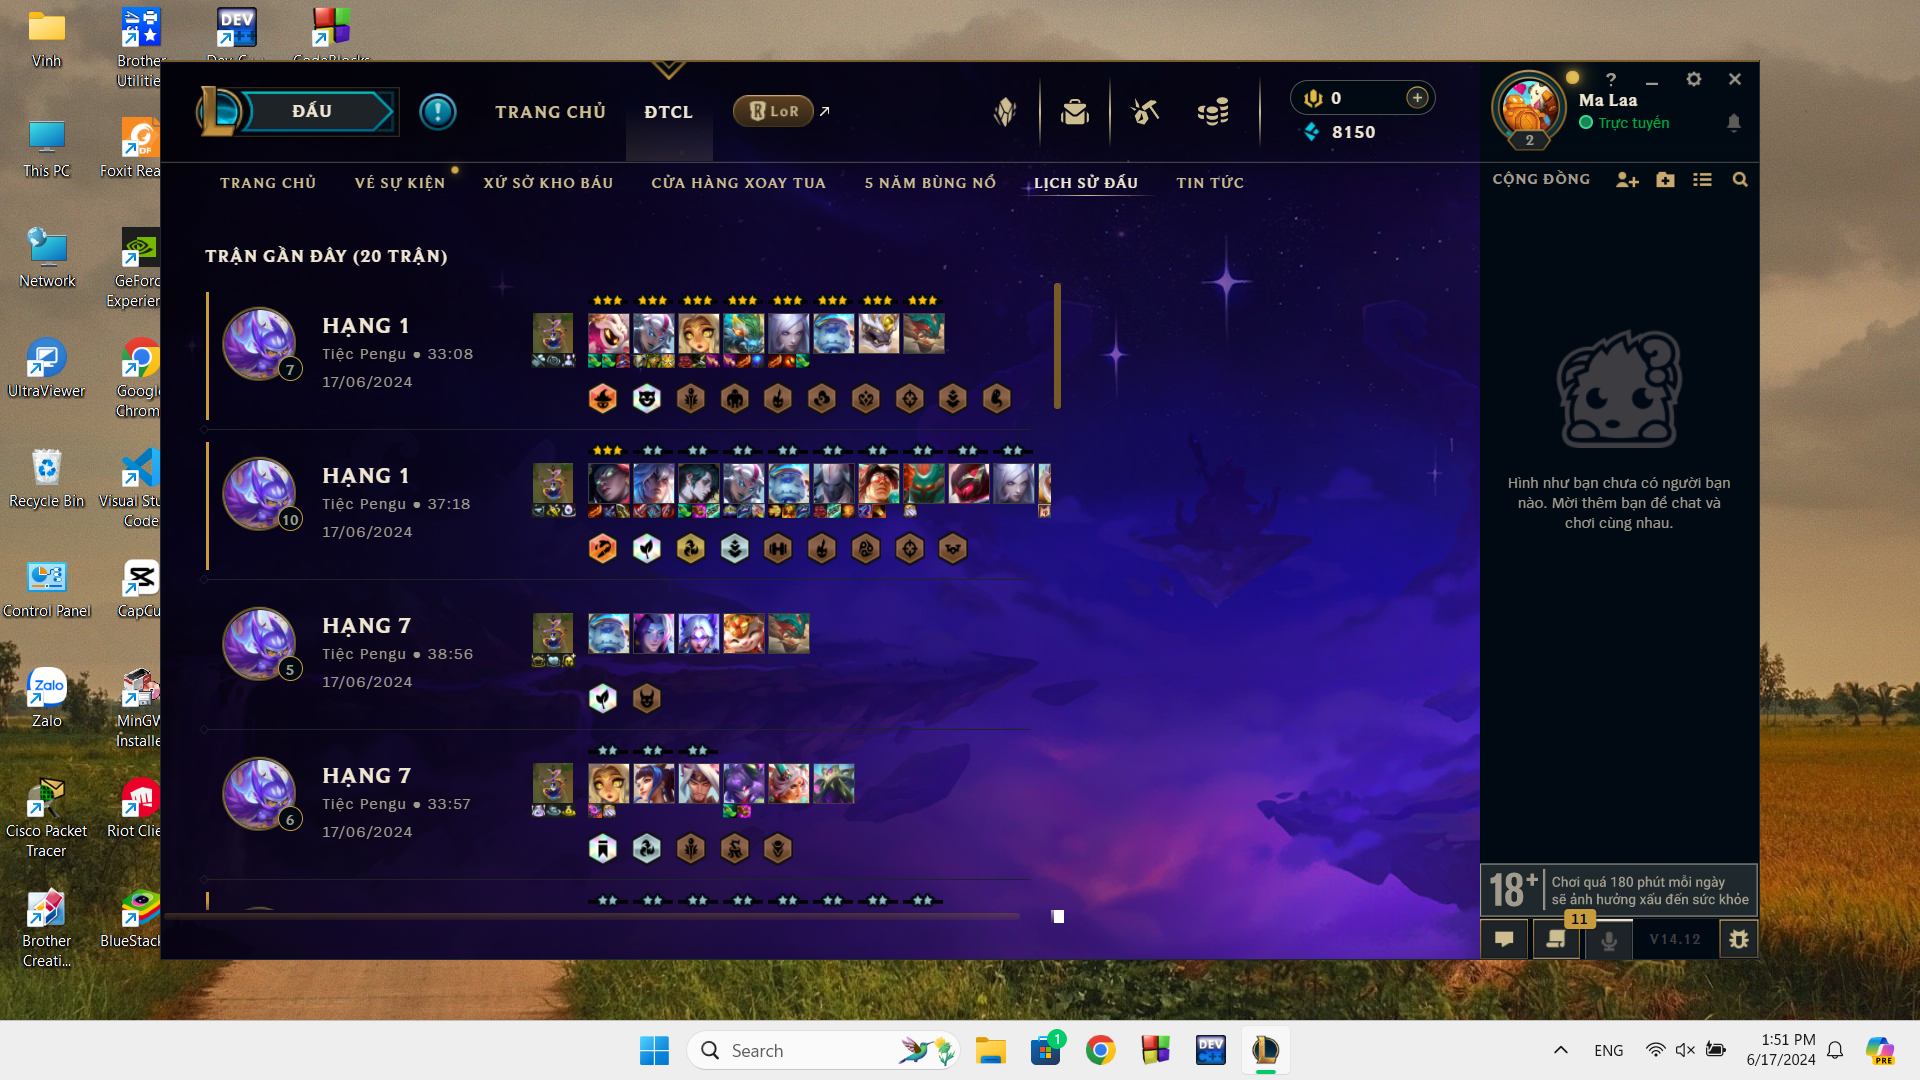 Vinh
Brother Utilitie
DEV
C++
Dev-C++
CodeBlocks
This PC
Foxit Rea
Network
GeForc
Experien
UltraViewer
Google
Chrom
Recycle Bin
Visual Stu
Code
Control Panel
CapCu
Zalo
Zalo
MinGW
Installe
Cisco Packet
Tracer
Riot Clie
Brother
Creati...
BlueStack
ĐẤU
TRANG CHỦ
ĐTCL
LoR
0
8150
Ma Laa
Trực tuyến
2
TRANG CHỦ
VÉ SỰ KIỆN
XỨ SỞ KHO BÁU
CỬA HÀNG XOAY TUA
5 NĂM BÙNG NỔ
LỊCH SỬ ĐẤU
TIN TỨC
CỘNG ĐỒNG
TRẬN GẦN ĐÂY (20 TRẬN)
HẠNG 1
Tiệc Pengu ● 33:08
7
17/06/2024
HẠNG 1
Tiệc Pengu ● 37:18
10
17/06/2024
HẠNG 7
Tiệc Pengu ● 38:56
5
17/06/2024
HẠNG 7
Tiệc Pengu ● 33:57
6
17/06/2024
Hình như bạn chưa có người bạn
nào. Mời thêm bạn để chat và
chơi cùng nhau.
18+
Chơi quá 180 phút mỗi ngày
sẽ ảnh hưởng xấu đến sức khỏe
11
V14.12
Search
1
DEV
C++
ENG
1:51 PM
6/17/2024
PRE